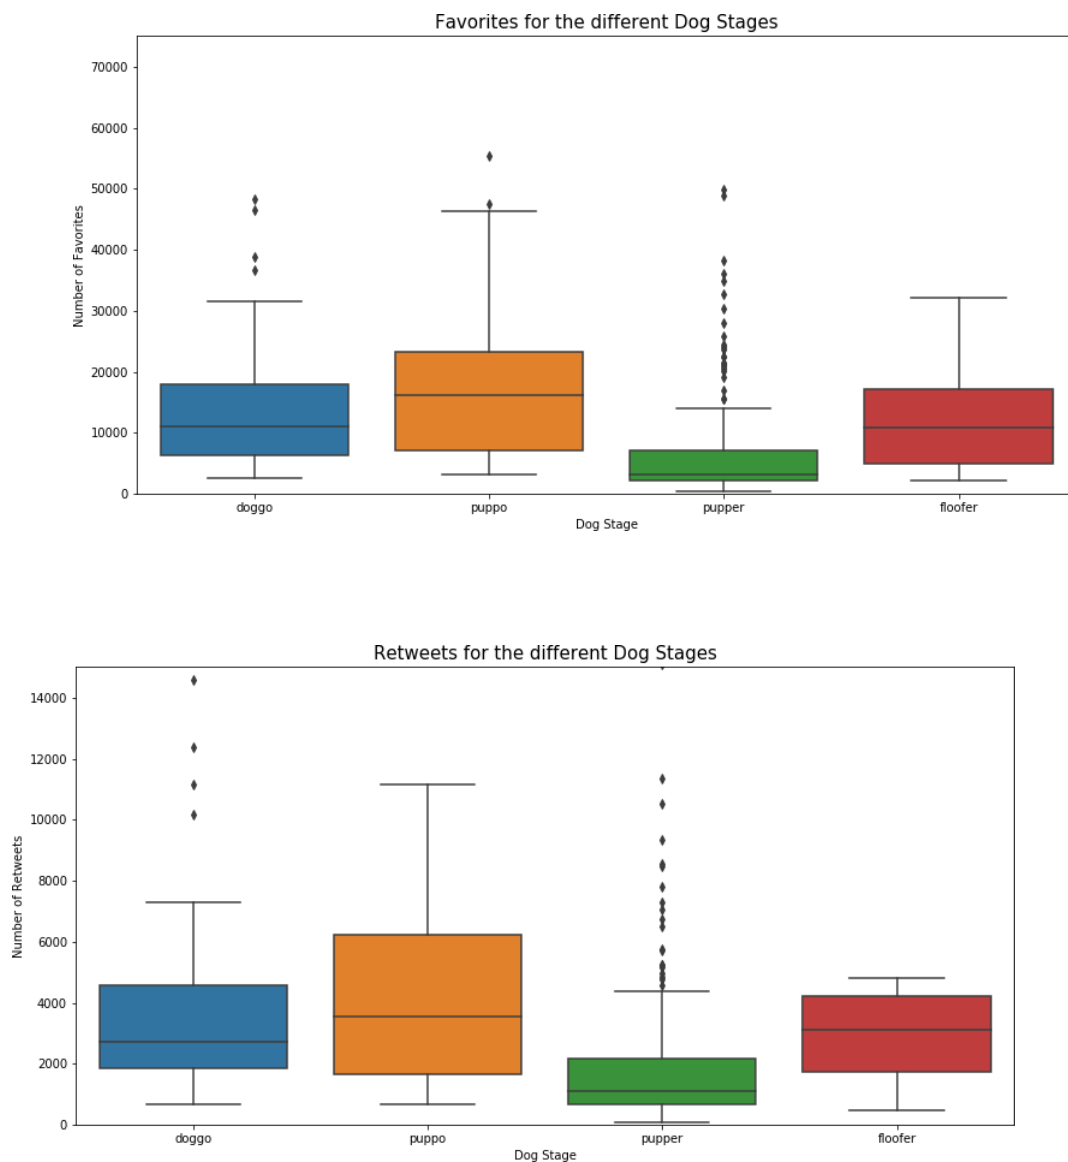 Favorites for the different Dog Stages
70000
60000
50000
40000
30000
20000
10000
0
Number of Favorites
doggo puppo pupper floofer
Dog Stage
Retweets for the different Dog Stages
14000
12000
10000
8000
6000
4000
2000
0
Number of Retweets
doggo puppo pupper floofer
Dog Stage